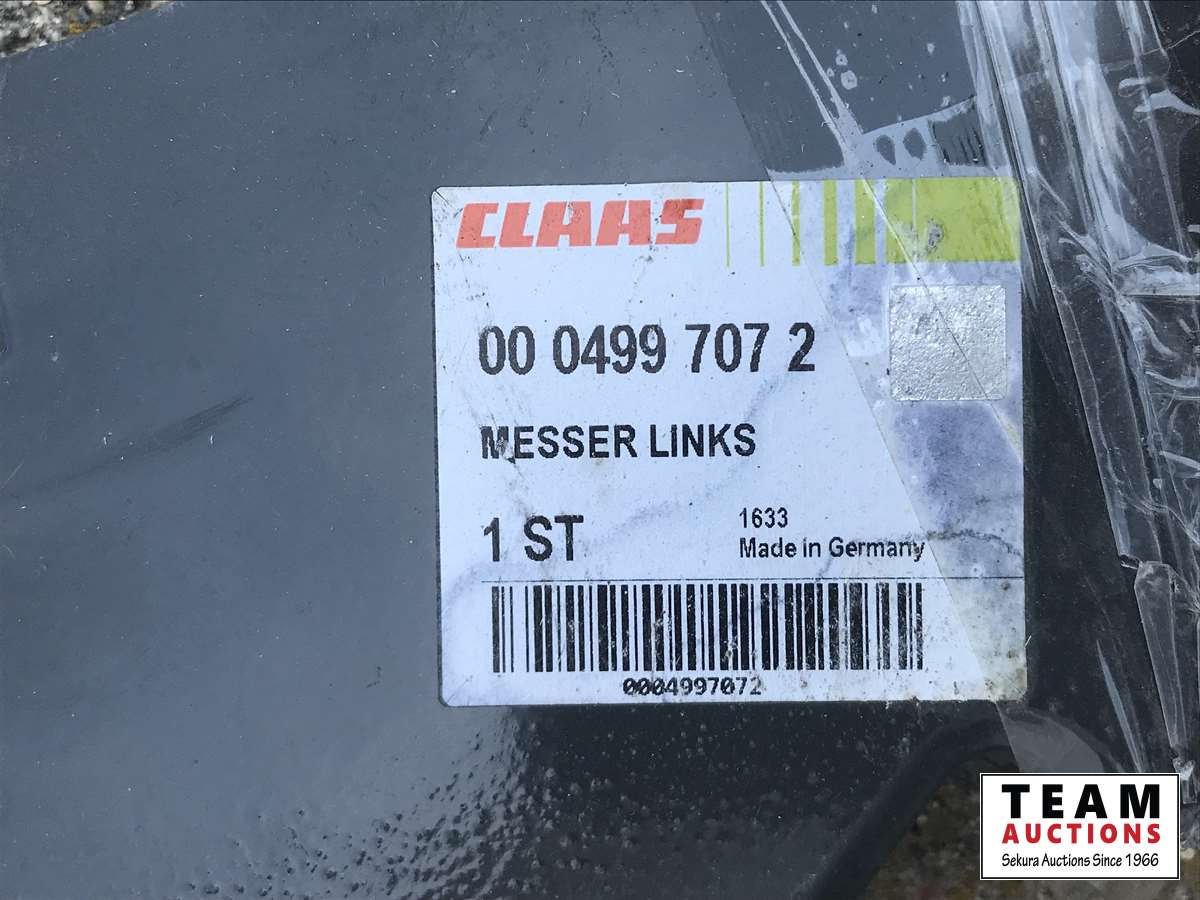 CLAAS
00 0499 707 2
MESSER LINKS
1 ST
1633
Made in Germany
0004997072
TEAM
AUCTIONS
Sekura Auctions Since 1966